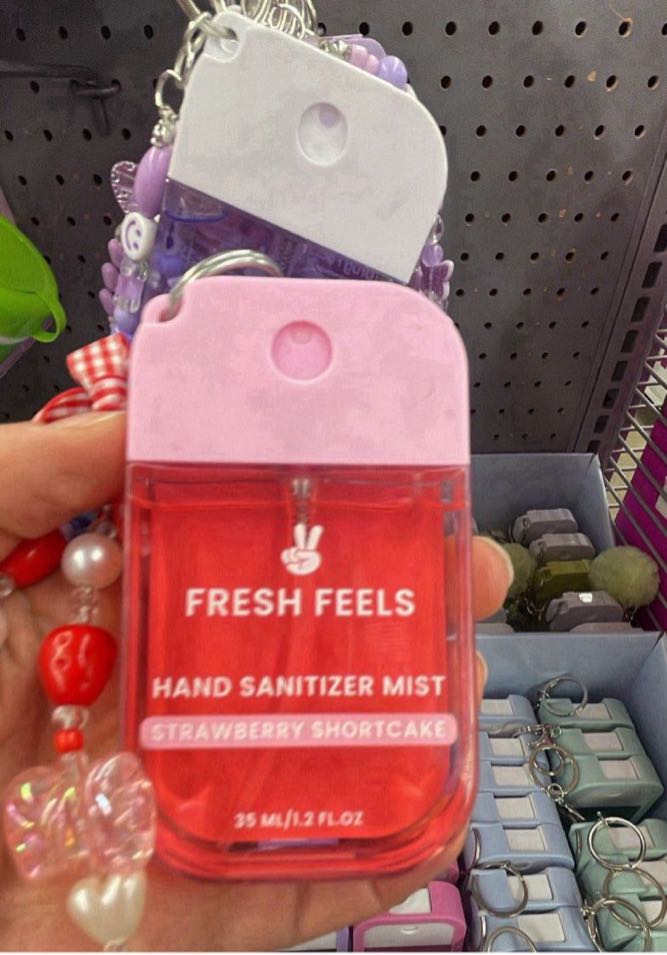 FRESH FEELS
HAND SANITIZER MIST
STRAWBERRY SHORTCAKE
35 ML/1.2 FL.OZ